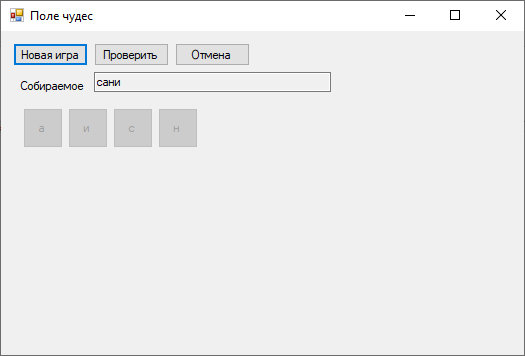 Поле чудес
Новая игра Проверить Отмена
Собираемое сани
а и с н